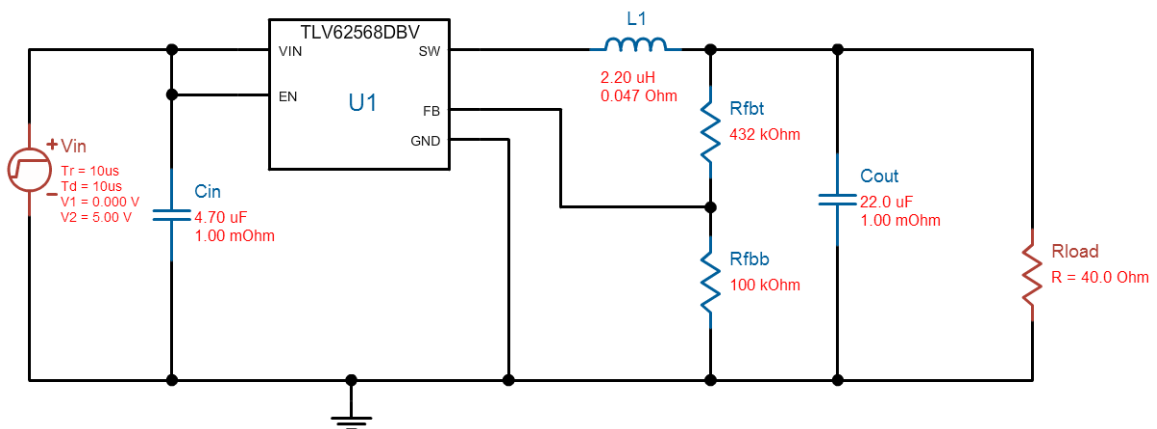 TLV62568DBV
VIN
SW
EN
U1
FB
GND
L1
2.20 uH
0.047 Ohm
Rfbt
432 kOhm
+ Vin
Tr = 10us
Td = 10us
V1 = 0.000 V
V2 = 5.00 V
−
Cin
4.70 uF
1.00 mOhm
Cout
22.0 uF
1.00 mOhm
Rfbb
100 kOhm
Rload
R = 40.0 Ohm